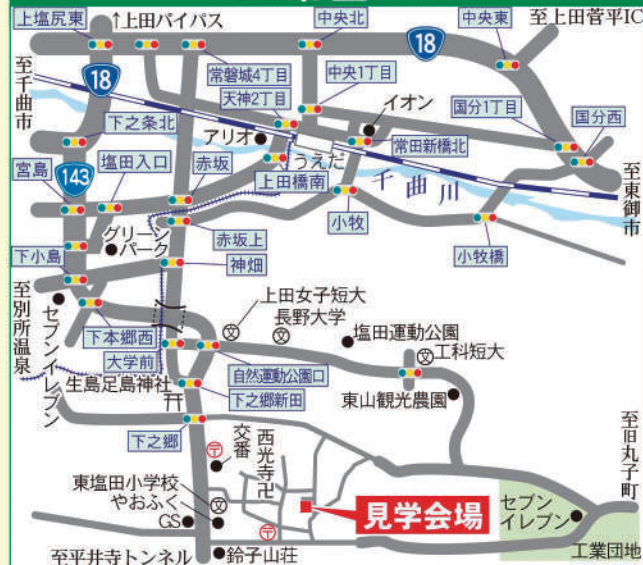 上塩尻東
↑上田バイパス
中央北
18
中央東
至上田菅平IC
至千曲市
18
常磐城4丁目
中央1丁目
天神2丁目
イオン
国分1丁目
国分西
下之条北
アリオ
うえだ
常田新橋北
宮島
143
塩田入口
赤坂
上田橋南
千曲川
至東御市
グリーンパーク
赤坂上
小牧
小牧橋
下小島
神畑
至別所温泉
セブンイレブン
上田女子短大
長野大学
塩田運動公園
下本郷西
大学前
自然運動公園口
工科短大
生島足島神社
下之郷新田
東山観光農園
下之郷
交番
西光寺卍
至旧丸子町
東塩田小学校
やおふく
GS
見学会場
セブンイレブン
至平井寺トンネル
鈴子山荘
工業団地